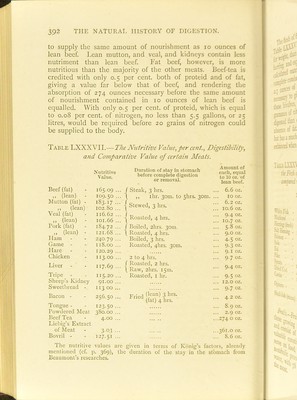 392 THE NATURAL HISTORY OF DIGESTION.
to supply the same amount of nourishment as 10 ounces of
lean beef. Lean mutton, and veal, and kidneys contain less
nutriment than lean beef. Fat beef, however, is more
nutritious than the majority of the other meats. Beef-tea is
credited with only 0.5 per cent. both of proteid and of fat,
giving a value far below that of beef, and rendering the
absorption of 274 ounces necessary before the same amount
of nourishment contained in 10 ounces of lean beef is
equalled. With only 0.5 per cent. of proteid, which is equal
to 0.08 per cent. of nitrogen, no less than 5.5 gallons, or 25
litres, would be required before 20 grains of nitrogen could
be supplied to the body.
TABLE LXXXVII.—The Nutritive Value, per cent., Digestibility,
and Comparative Value of certain Meats.
Nutritive Value. Duration of stay in stomach before complete digestion or removal. Amount of each, equal to 10 oz. of lean beef.
Beef (fat) - 165.09 ... Steak, 3 hrs. 6.6 oz.
„ (lean) - 109.50 ... „ 1hr. 30m. to 3hrs. 30m. ... 10 oz.
Mutton (fat) - 183.17 ... Stewed, 3 hrs. 6.2 oz.
„ (lean) 102.80 10.6 oz.
Veal (fat) - 116.62 ... Roasted, 4 hrs. 9.4 oz.
„ (lean) - 101.66 10.7 oz.
Pork (fat) - 184.72 ... Boiled, 2hrs. 30m. 5.8 oz.
„ (lean) 121.68 ... Roasted, 4 hrs. 9.0 oz.
Ham - 240.79 ... Boiled, 3 hrs. 4.5 oz.
Game - 118.00 ... Roasted, 4hrs. 30m. 9.3 oz.
Hare - 120.29 9.1 oz.
Chicken - 113.00 ... 2 to 4 hrs. 9.7 oz.
Liver - - 117.69 ... Roasted, 2 hrs. Raw, 2hrs. 15m. 9.4 oz.
Tripe - - 115.20 ... Roasted, 1 hr. 9.5 oz.
Sheep's Kidney 91.00 12.0 oz.
Sweetbread - 113.00 9.7 oz.
Bacon - - 256.50 ... Fried (lean) 3 hrs. (fat) 4 hrs. 4.2 oz.
Tongue - - 123.50 8.9 oz.
Powdered Meat 380.00 2.9 oz.
Beef Tea - 4.00 274.0 oz.
Liebig's Extract
of Meat - 3.03 361.0 oz.
Bovril - - 127.31 8.6 oz.
The nutritive values are given in terms of König's factors, already
mentioned (cf. p. 369), the duration of the stay in the stomach from
Beaumont's researches.